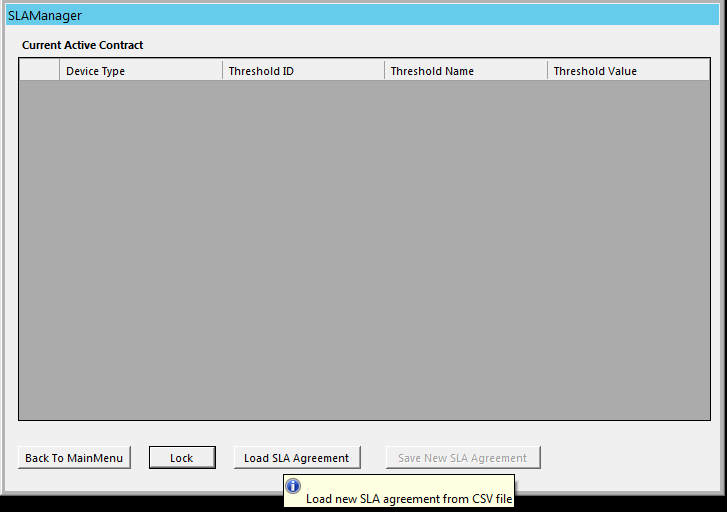 SLAManager
Current Active Contract
Device Type Threshold ID Threshold Name Threshold Value
Back To MainMenu Lock Load SLA Agreement Save New SLA Agreement
Load new SLA agreement from CSV file